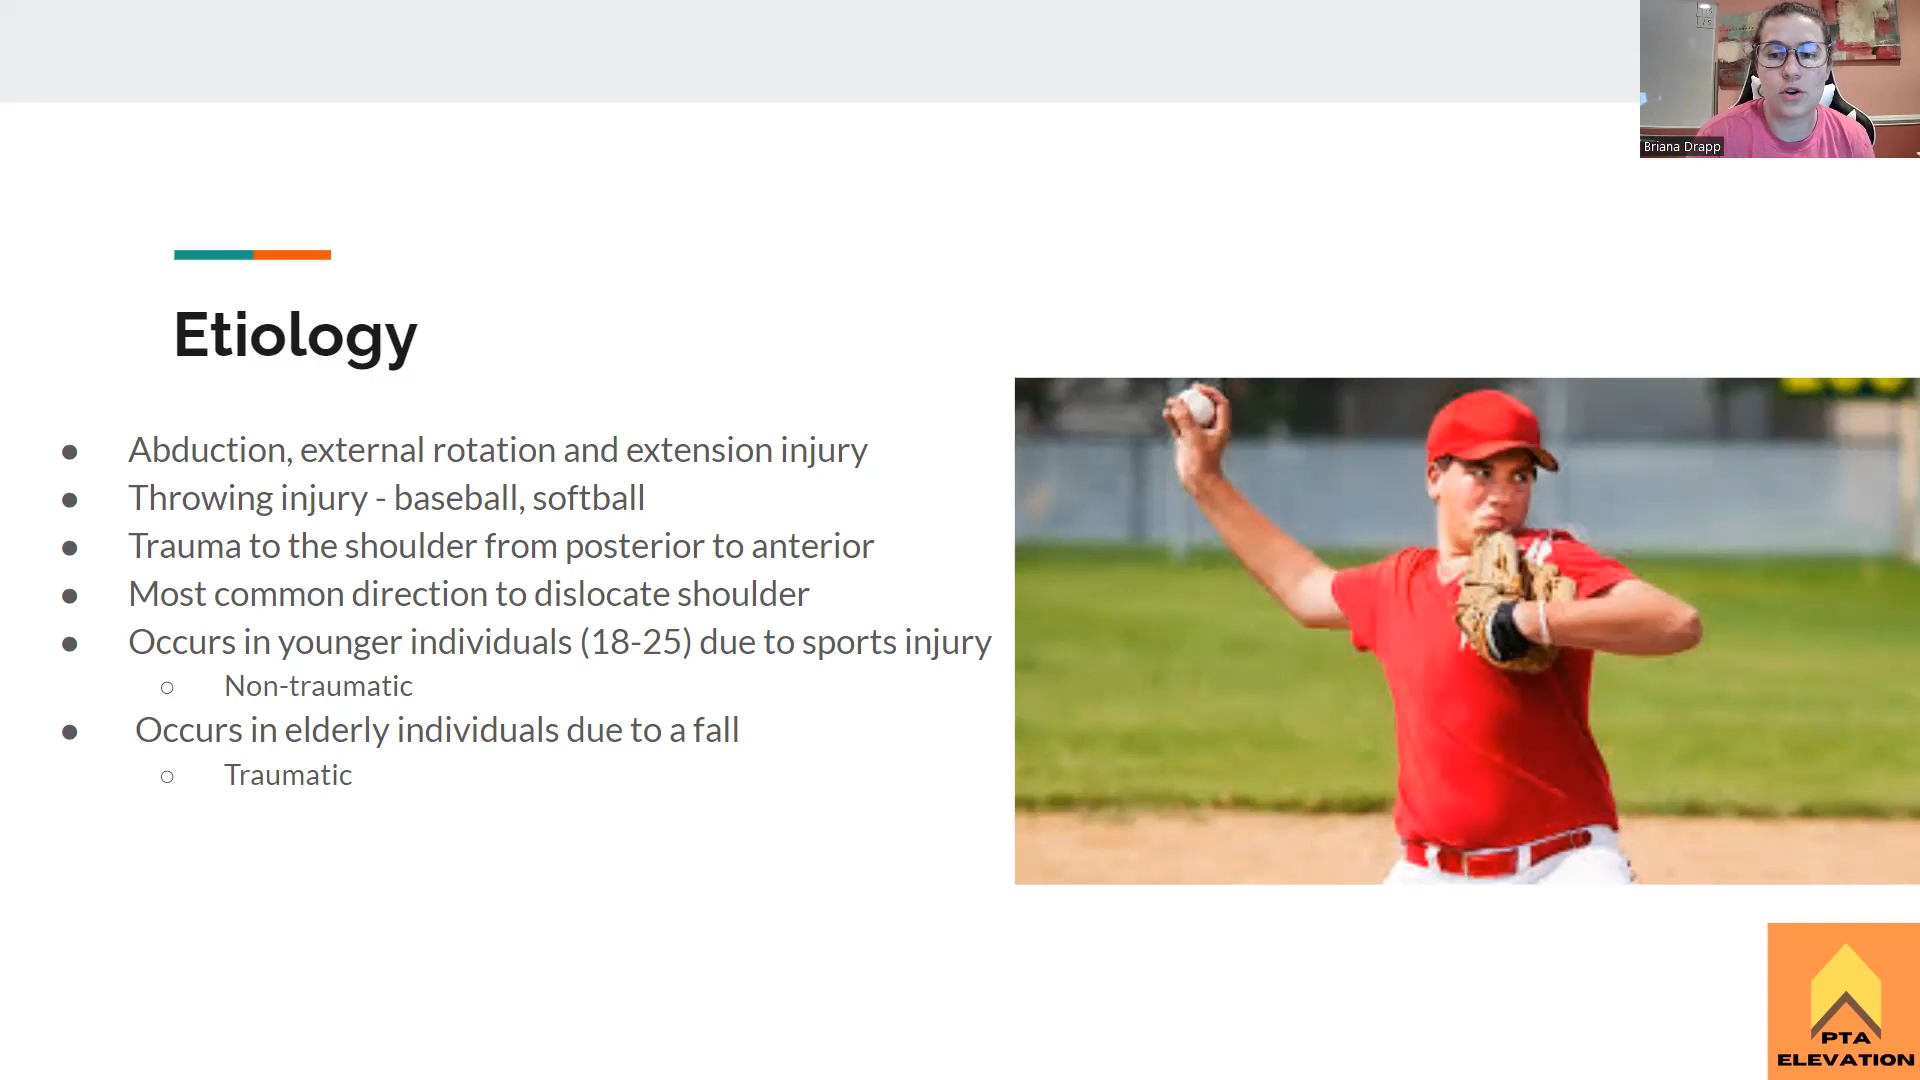 Briana Drapp
Etiology
● Abduction, external rotation and extension injury
● Throwing injury - baseball, softball
● Trauma to the shoulder from posterior to anterior
● Most common direction to dislocate shoulder
● Occurs in younger individuals (18-25) due to sports injury
○ Non-traumatic
● Occurs in elderly individuals due to a fall
○ Traumatic
PTA
ELEVATION